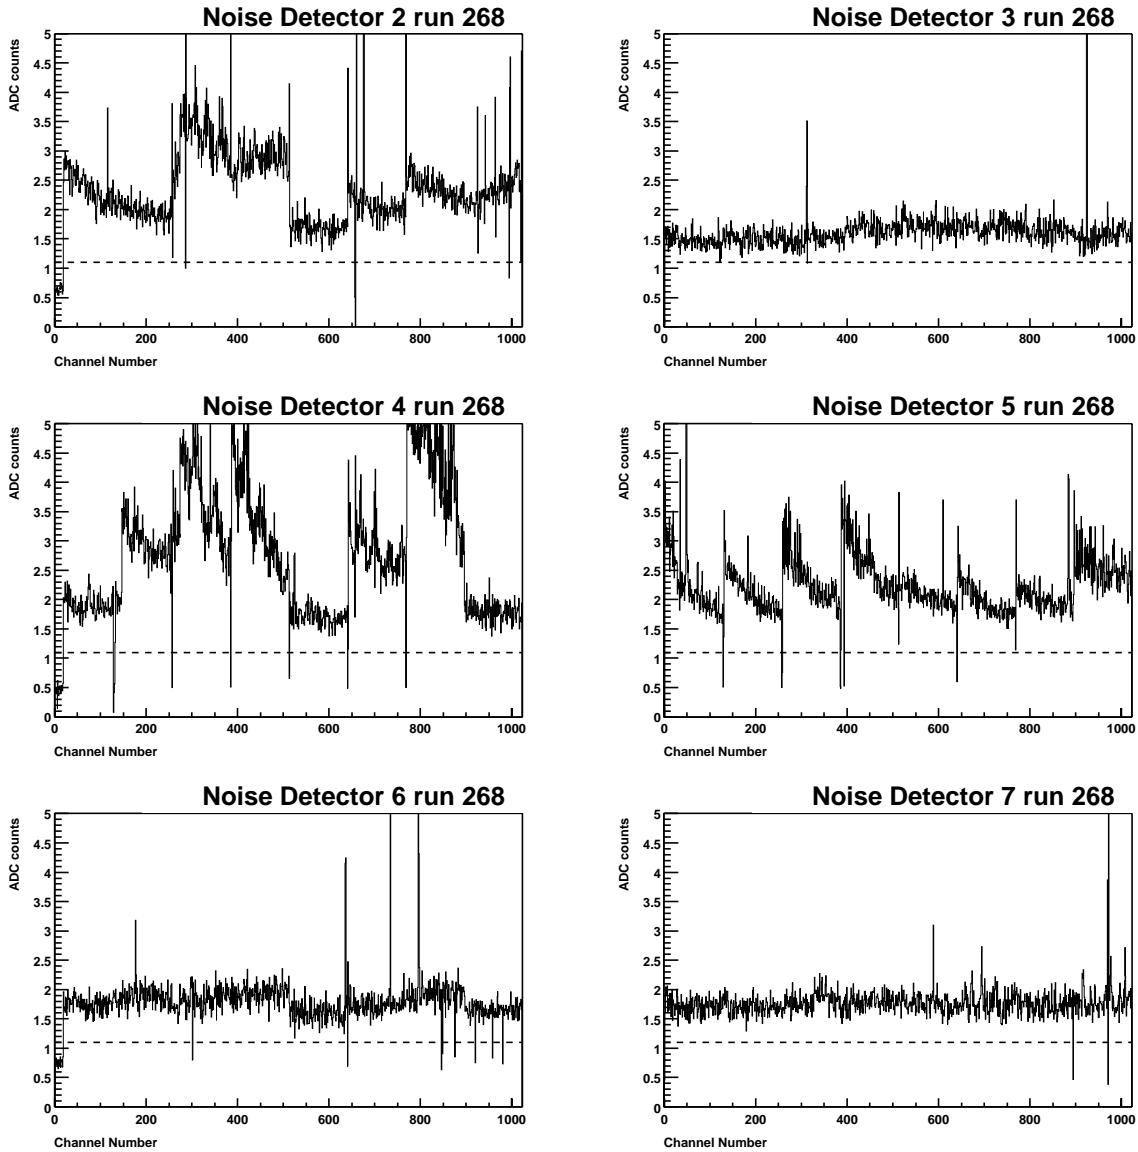 Noise Detector 2 run 268
ADC counts
5
4.5
4
3.5
3
2.5
2
1.5
1
0.5
0
0 200 400 600 800 1000
Channel Number
Noise Detector 3 run 268
ADC counts
5
4.5
4
3.5
3
2.5
2
1.5
1
0.5
0
0 200 400 600 800 1000
Channel Number
Noise Detector 4 run 268
ADC counts
5
4.5
4
3.5
3
2.5
2
1.5
1
0.5
0
0 200 400 600 800 1000
Channel Number
Noise Detector 5 run 268
ADC counts
5
4.5
4
3.5
3
2.5
2
1.5
1
0.5
0
0 200 400 600 800 1000
Channel Number
Noise Detector 6 run 268
ADC counts
5
4.5
4
3.5
3
2.5
2
1.5
1
0.5
0
0 200 400 600 800 1000
Channel Number
Noise Detector 7 run 268
ADC counts
5
4.5
4
3.5
3
2.5
2
1.5
1
0.5
0
0 200 400 600 800 1000
Channel Number